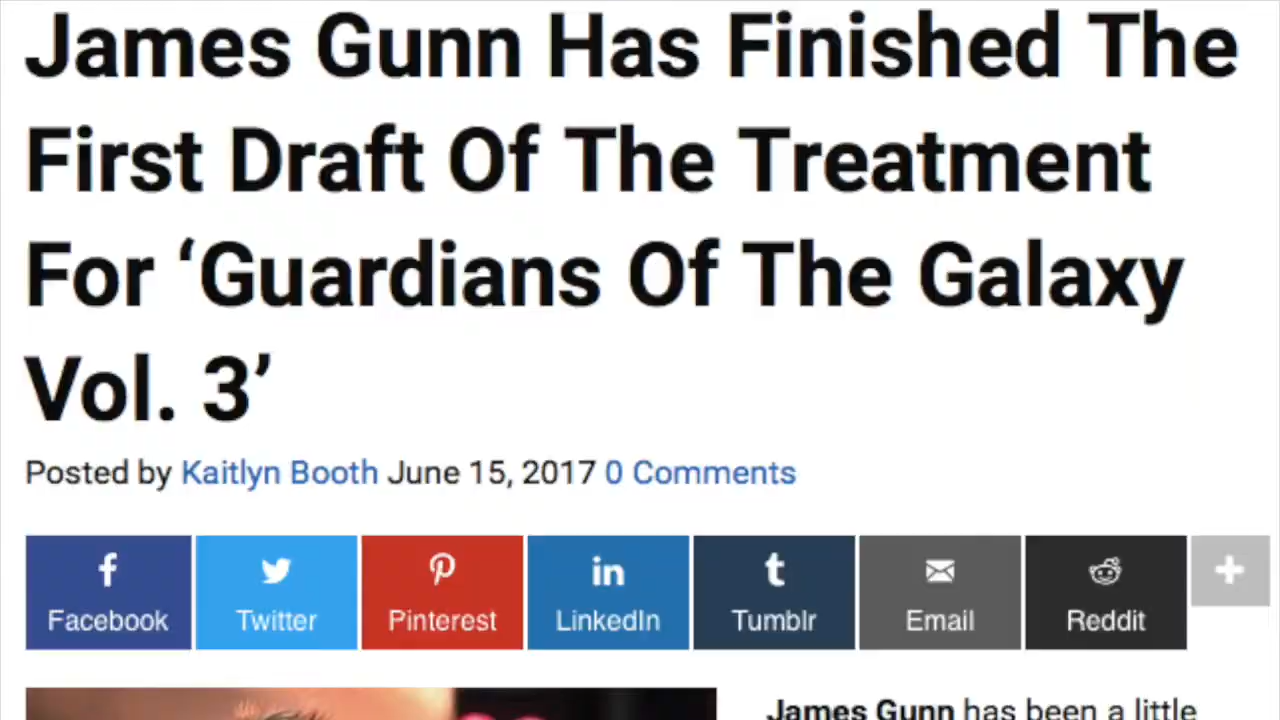 James Gunn Has Finished The
First Draft Of The Treatment
For ‘Guardians Of The Galaxy
Vol. 3’
Posted by Kaitlyn Booth June 15, 2017 0 Comments
Facebook Twitter Pinterest LinkedIn Tumblr Email Reddit
James Gunn has been a little